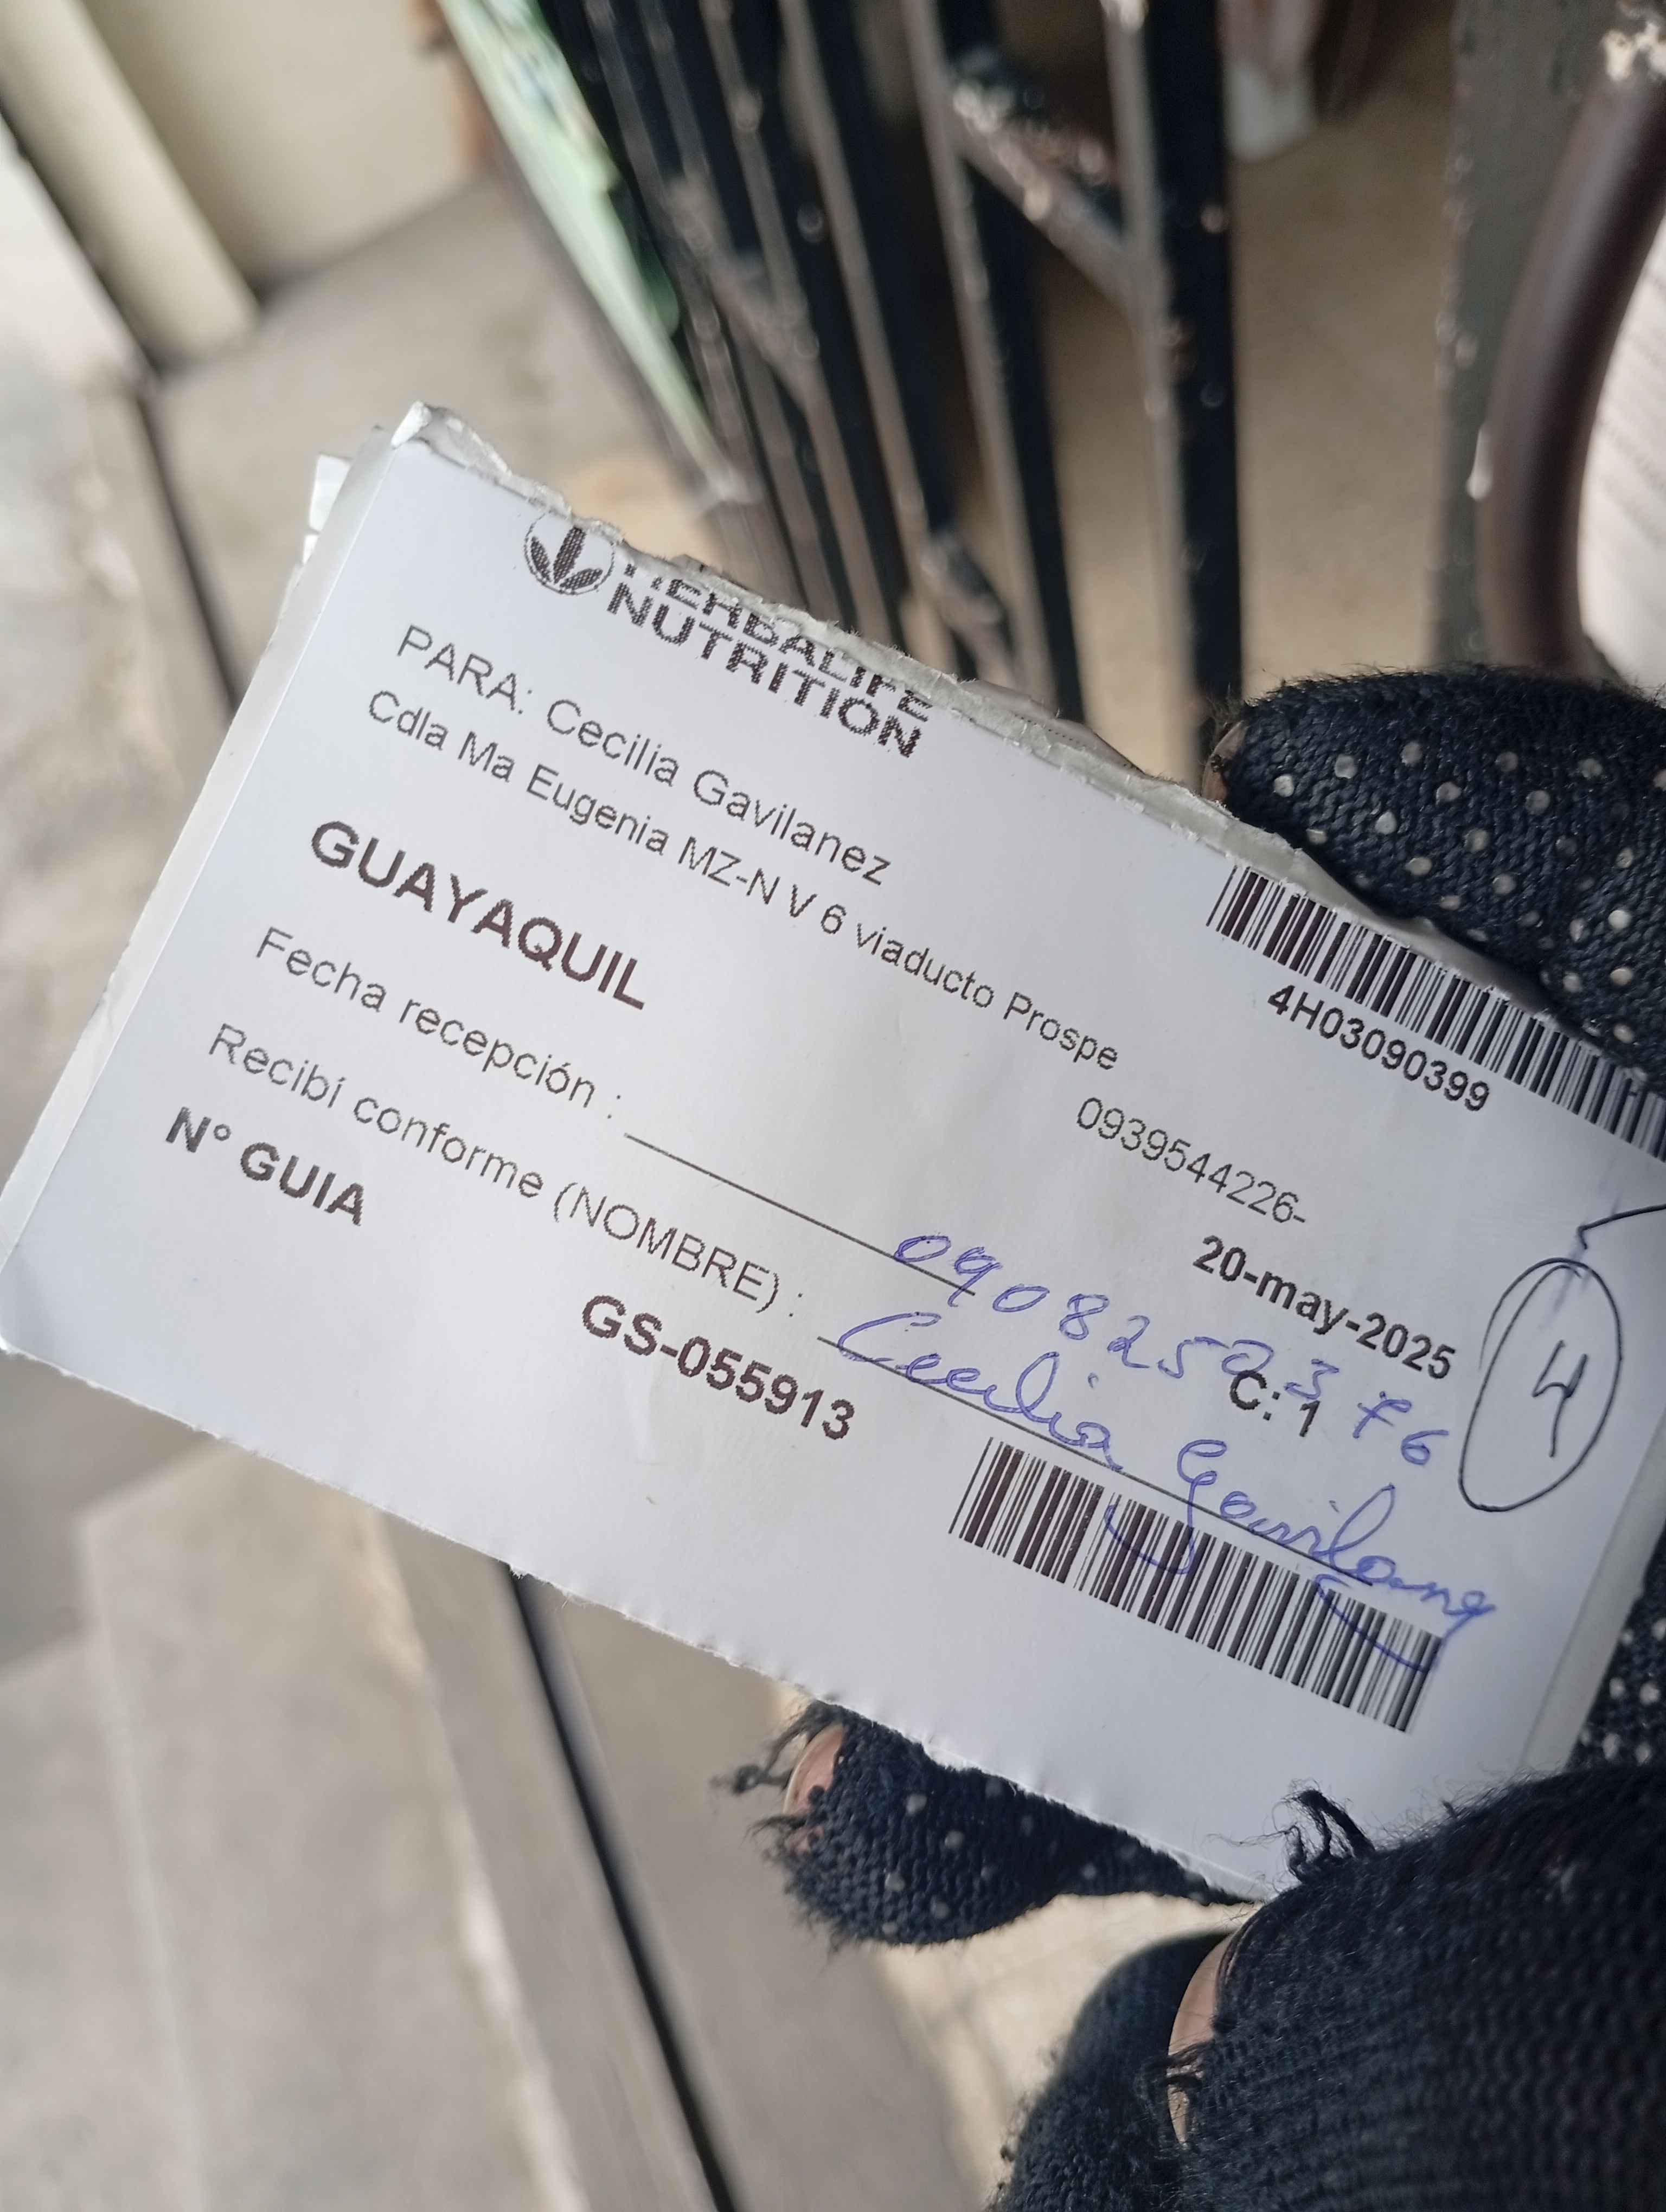 HERBALIFE
NUTRITION
4H03090399
PARA: Cecilia Gavilanez
Cdla Ma Eugenia MZ-N V 6 viaducto Prospe
0939544226-
GUAYAQUIL
20-may-2025
Fecha recepción :
0908252376
C: 1
4
Recibí conforme (NOMBRE) :
Cecilia Gavilanez
N° GUIA
GS-055913